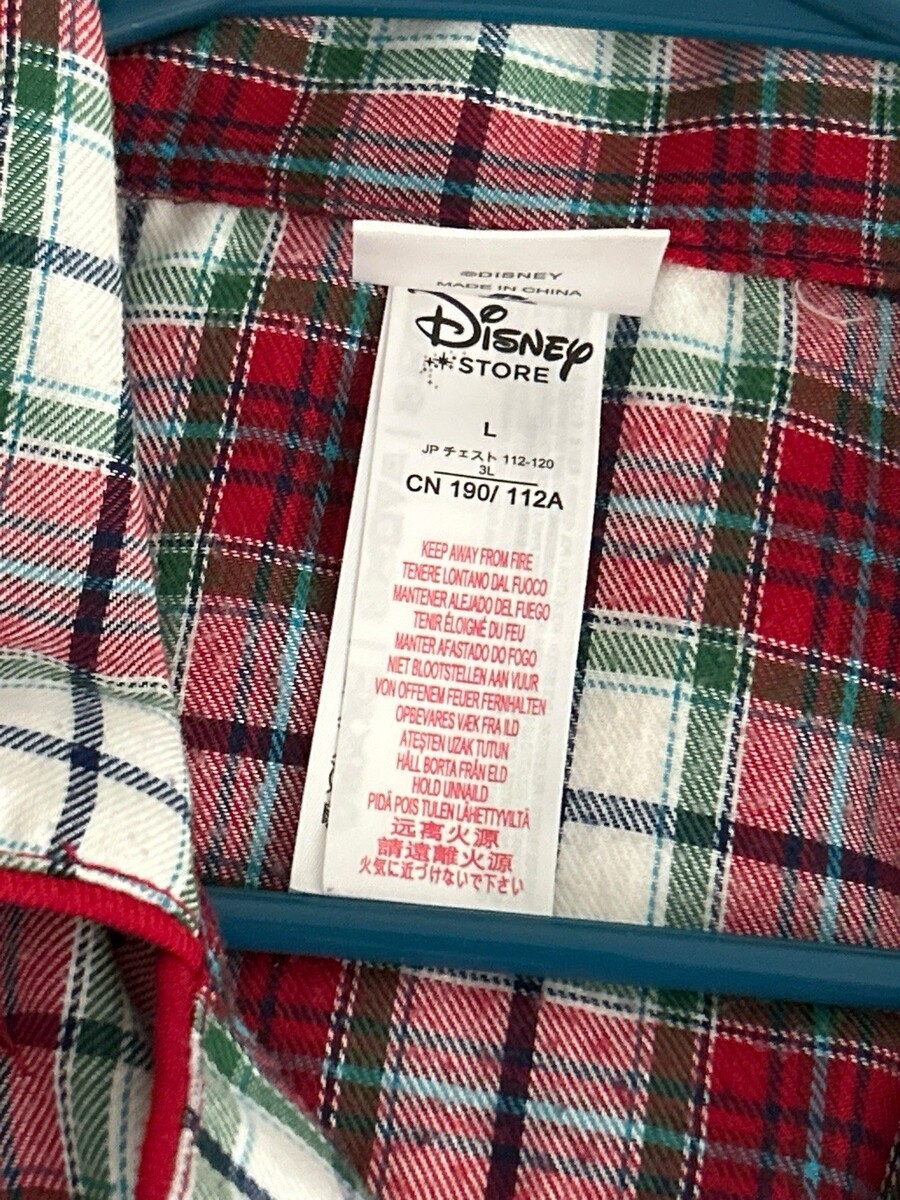 ©DISNEY
MADE IN CHINA
Disney
STORE
L
JP チェスト 112-120
3L
CN 190/ 112A
KEEP AWAY FROM FIRE
TENERE LONTANO DAL FUOCO
MANTENER ALEJADO DEL FUEGO
TENIR ÉLOIGNÉ DU FEU
MANTER AFASTADO DO FOGO
NIET BLOOTSTELLEN AAN VUUR
VON OFFENEM FEUER FERNHALTEN
OPBEVARES VÆK FRA ILD
ATEŞTEN UZAK TUTUN
HÅLL BORTA FRÅN ELD
HOLD UNNAILD
PIDÄ POIS TULEN LÄHETTYVILTÄ
远离火源
請遠離火源
火気に近づけないで下さい